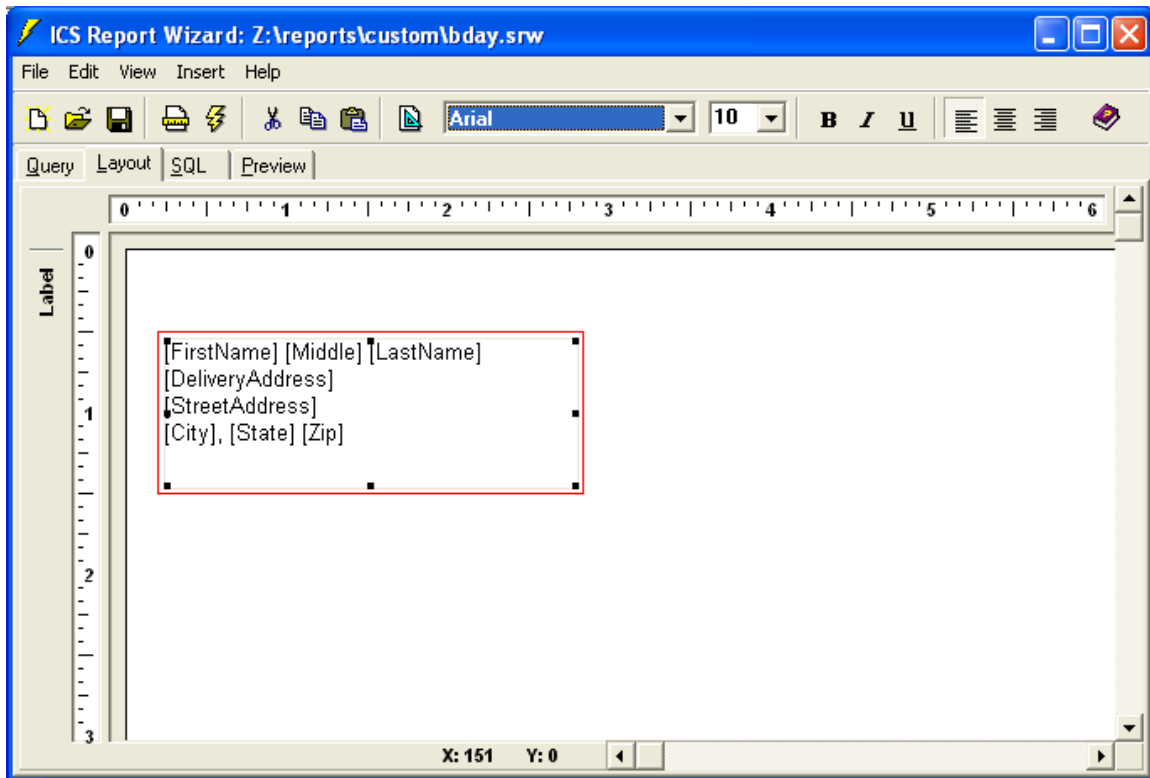 ICS Report Wizard: Z:\reports\custom\bday.srw
File Edit View Insert Help
Arial 10 B I U
Query Layout SQL Preview
0 1 2 3 4 5 6
Label
0
[FirstName] [Middle] [LastName]
[DeliveryAddress]
[StreetAddress]
1
[City], [State] [Zip]
2
3
X: 151 Y: 0